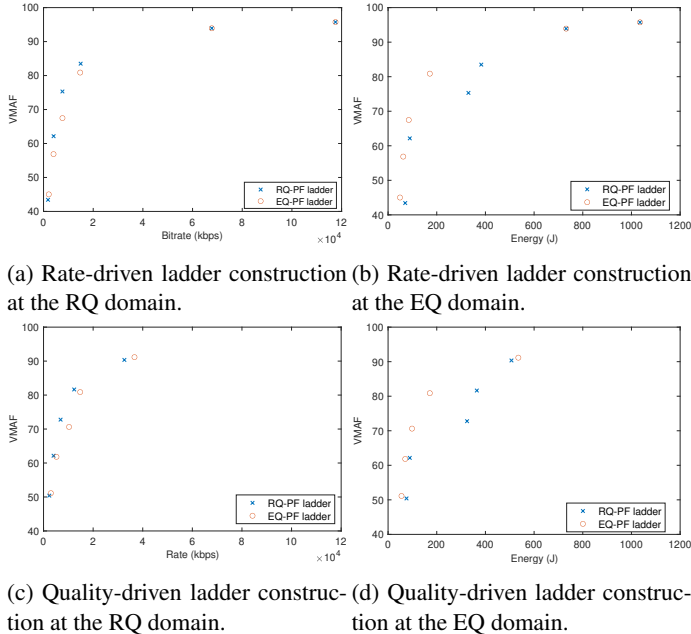 100
90
80
70
60
50
40
VMAF
0 2 4 6 8 10 12
Bitrate (kbps)
×10⁴
RQ-PF ladder
EQ-PF ladder
100
90
80
70
60
50
40
VMAF
0 200 400 600 800 1000 1200
Energy (J)
RQ-PF ladder
EQ-PF ladder
(a) Rate-driven ladder construction
at the RQ domain.
(b) Rate-driven ladder construction
at the EQ domain.
100
90
80
70
60
50
40
VMAF
0 2 4 6 8 10 12
Rate (kbps)
×10⁴
RQ-PF ladder
EQ-PF ladder
100
90
80
70
60
50
40
VMAF
0 200 400 600 800 1000 1200
Energy (J)
RQ-PF ladder
EQ-PF ladder
(c) Quality-driven ladder construc-
tion at the RQ domain.
(d) Quality-driven ladder construc-
tion at the EQ domain.